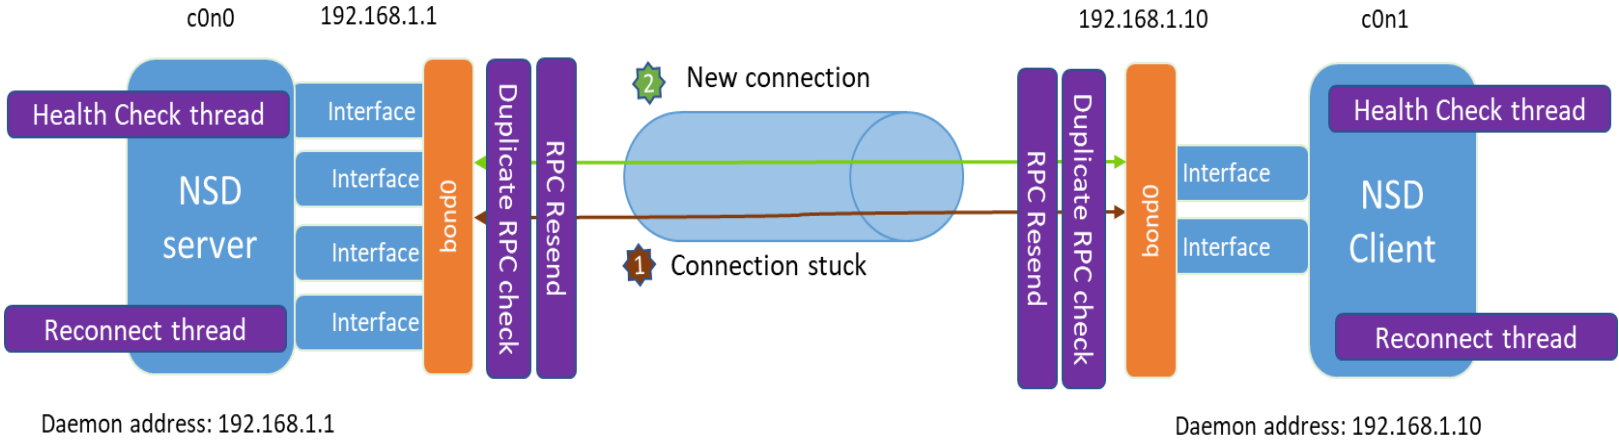 c0n0
192.168.1.1
192.168.1.10
c0n1
2
New connection
Health Check thread
Interface
Interface
Interface
Interface
NSD
server
Reconnect thread
bond0
Duplicate RPC check
RPC Resend
1
Connection stuck
RPC Resend
Duplicate RPC check
bond0
Interface
Interface
Health Check thread
NSD
Client
Reconnect thread
Daemon address: 192.168.1.1
Daemon address: 192.168.1.10